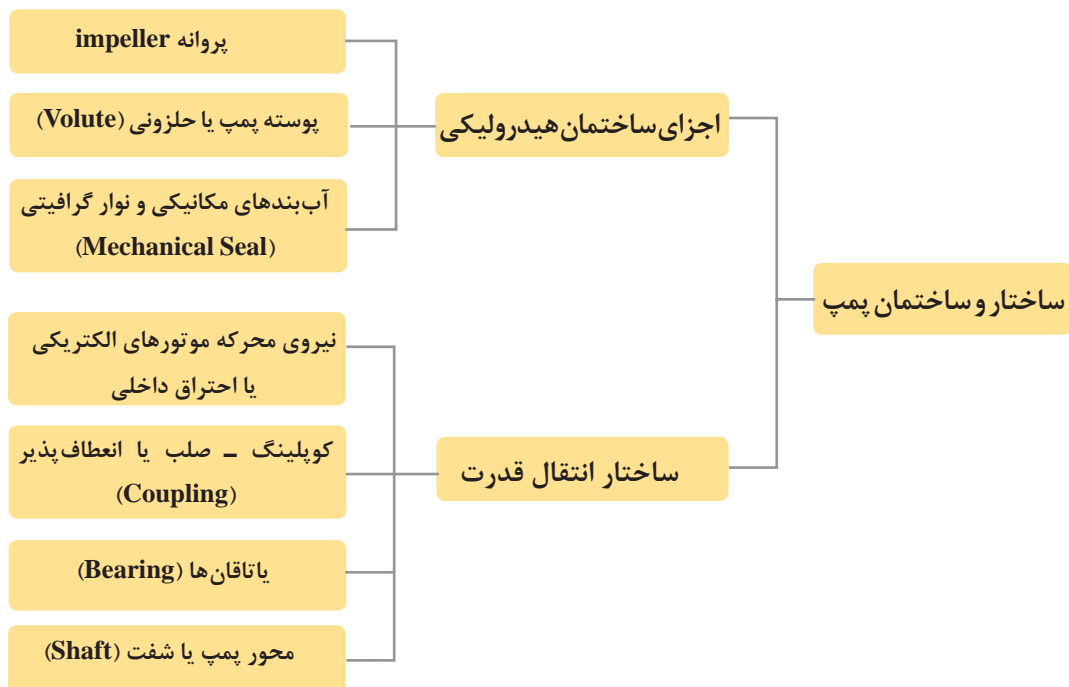 ساختار و ساختمان پمپ
اجزای ساختمان هیدرولیکی
پروانه impeller
پوسته پمپ یا حلزونی (Volute)
آب‌بندهای مکانیکی و نوار گرافیتی
(Mechanical Seal)
ساختار انتقال قدرت
نیروی محرکه موتورهای الکتریکی
یا احتراق داخلی
کوپلینگ ـ صلب یا انعطاف‌پذیر
(Coupling)
یاتاقان‌ها (Bearing)
محور پمپ یا شفت (Shaft)